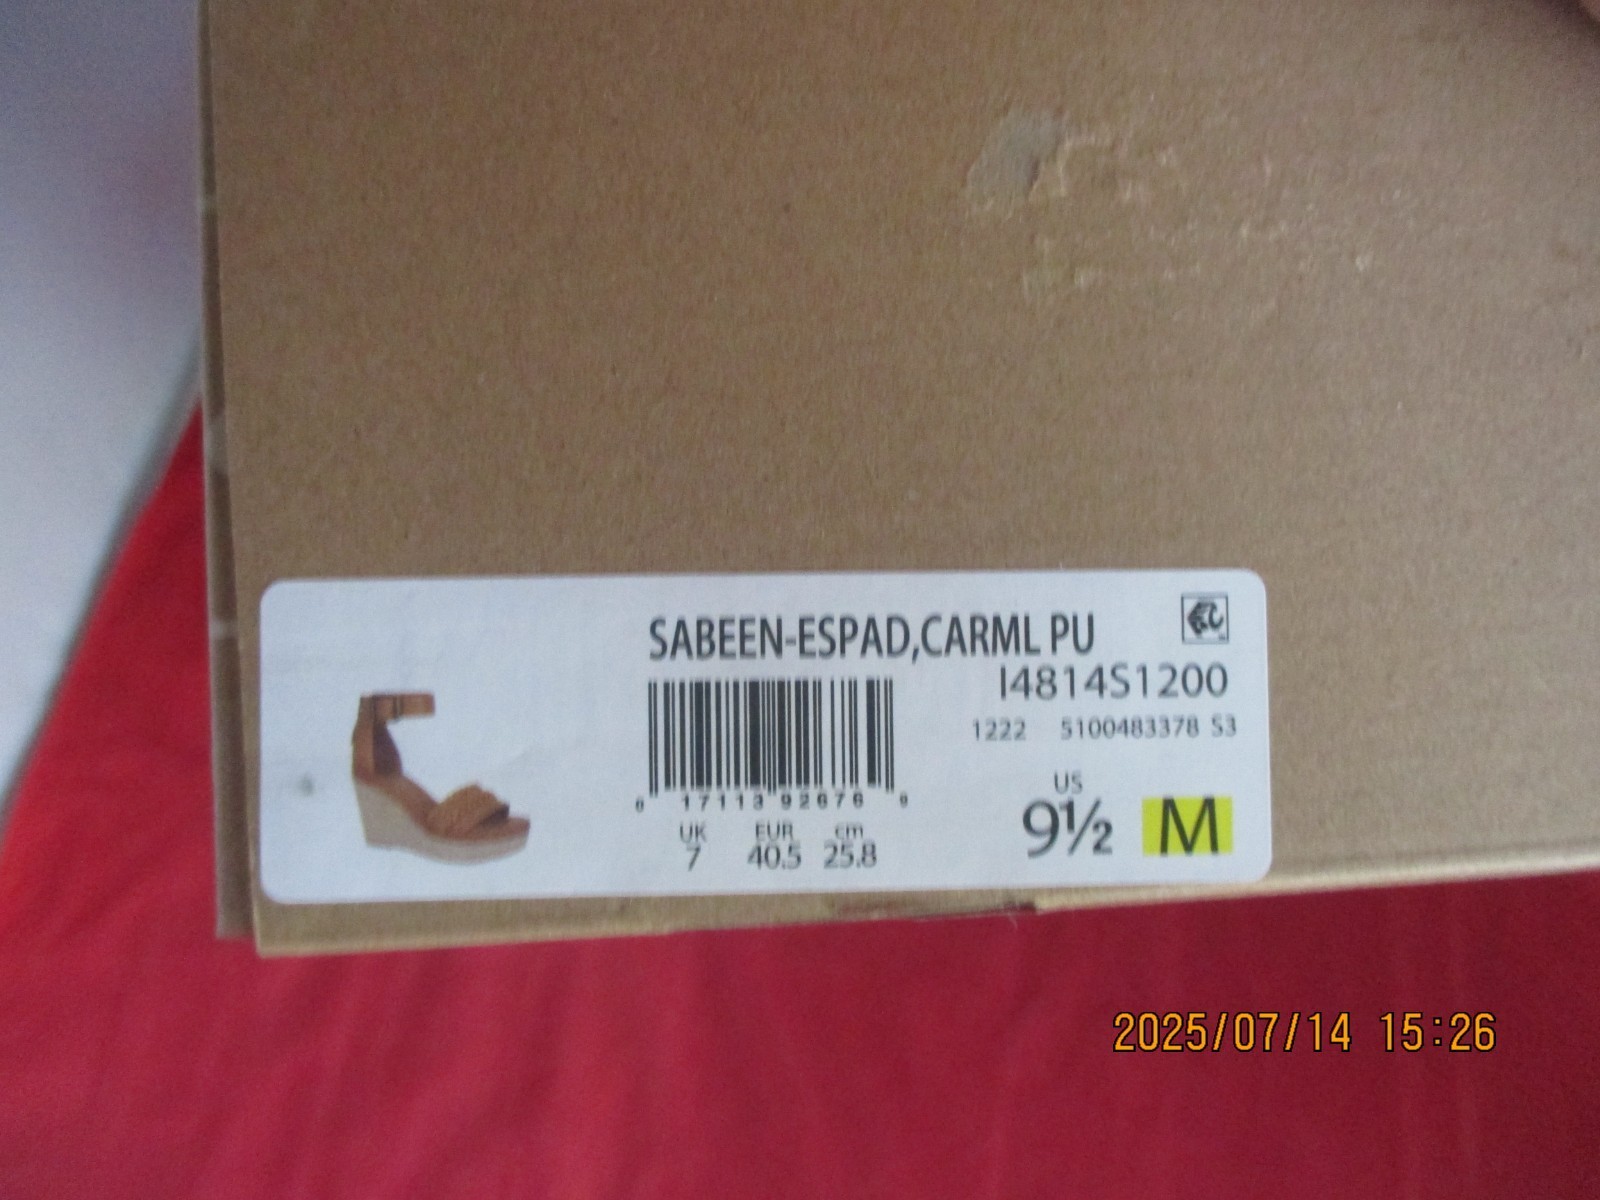 SABEEN-ESPAD,CARML PU
I4814S1200
1222 5100483378 S3
0 17113 92676 0
UK EUR cm
7 40.5 25.8
US
9½ M
2025/07/14 15:26